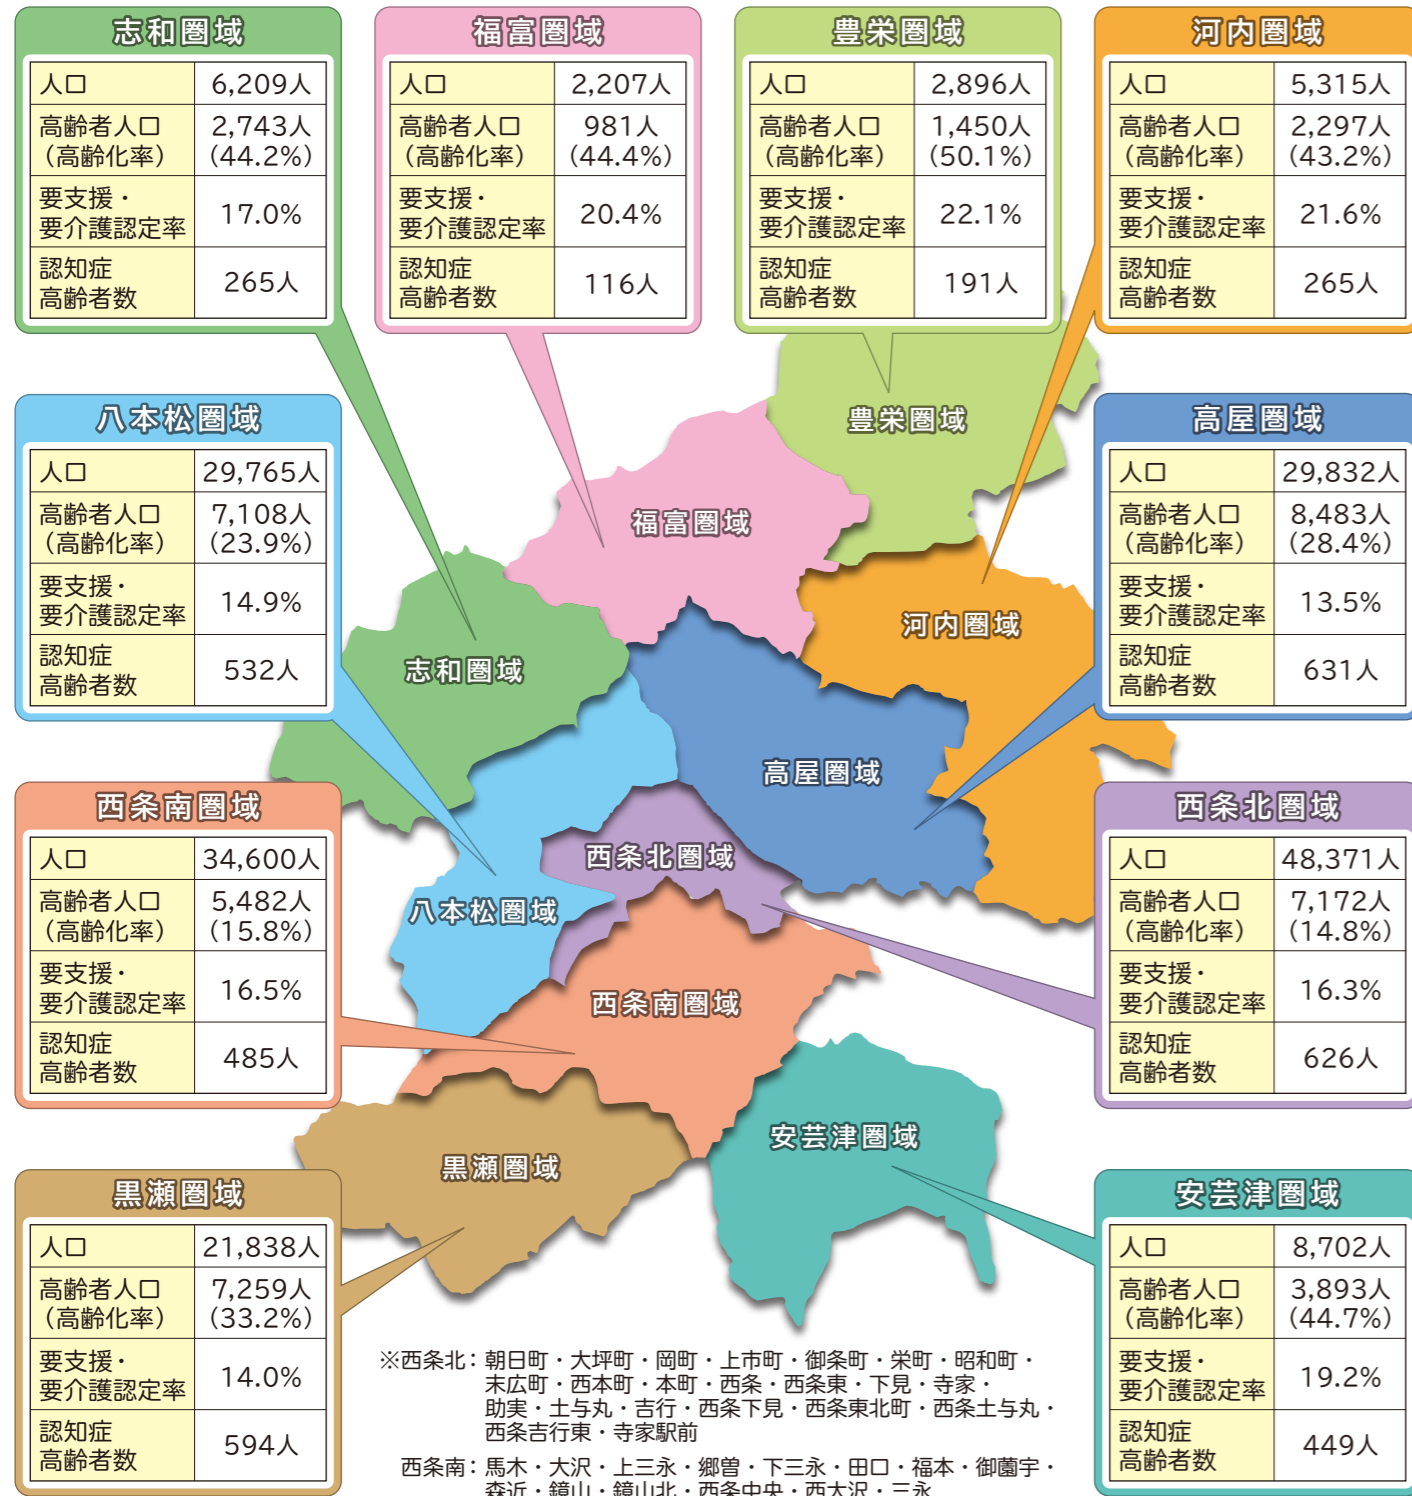 志和圏域
人口 6,209人
高齢者人口 2,743人
(高齢化率) (44.2%)
要支援・
要介護認定率 17.0%
認知症
高齢者数 265人
福富圏域
人口 2,207人
高齢者人口 981人
(高齢化率) (44.4%)
要支援・
要介護認定率 20.4%
認知症
高齢者数 116人
豊栄圏域
人口 2,896人
高齢者人口 1,450人
(高齢化率) (50.1%)
要支援・
要介護認定率 22.1%
認知症
高齢者数 191人
河内圏域
人口 5,315人
高齢者人口 2,297人
(高齢化率) (43.2%)
要支援・
要介護認定率 21.6%
認知症
高齢者数 265人
八本松圏域
人口 29,765人
高齢者人口 7,108人
(高齢化率) (23.9%)
要支援・
要介護認定率 14.9%
認知症
高齢者数 532人
高屋圏域
人口 29,832人
高齢者人口 8,483人
(高齢化率) (28.4%)
要支援・
要介護認定率 13.5%
認知症
高齢者数 631人
豊栄圏域
福富圏域
河内圏域
志和圏域
高屋圏域
西条北圏域
八本松圏域
西条南圏域
安芸津圏域
黒瀬圏域
西条南圏域
人口 34,600人
高齢者人口 5,482人
(高齢化率) (15.8%)
要支援・
要介護認定率 16.5%
認知症
高齢者数 485人
西条北圏域
人口 48,371人
高齢者人口 7,172人
(高齢化率) (14.8%)
要支援・
要介護認定率 16.3%
認知症
高齢者数 626人
黒瀬圏域
人口 21,838人
高齢者人口 7,259人
(高齢化率) (33.2%)
要支援・
要介護認定率 14.0%
認知症
高齢者数 594人
安芸津圏域
人口 8,702人
高齢者人口 3,893人
(高齢化率) (44.7%)
要支援・
要介護認定率 19.2%
認知症
高齢者数 449人
※西条北：朝日町・大坪町・岡町・上市町・御条町・栄町・昭和町・
末広町・西本町・本町・西条・西条東・下見・寺家・
助実・土与丸・吉行・西条下見・西条東北町・西条土与丸・
西条吉行東・寺家駅前
西条南：馬木・大沢・上三永・郷曽・下三永・田口・福本・御薗宇・
森近・鏡山・鏡山北・西条中央・西大沢・三永